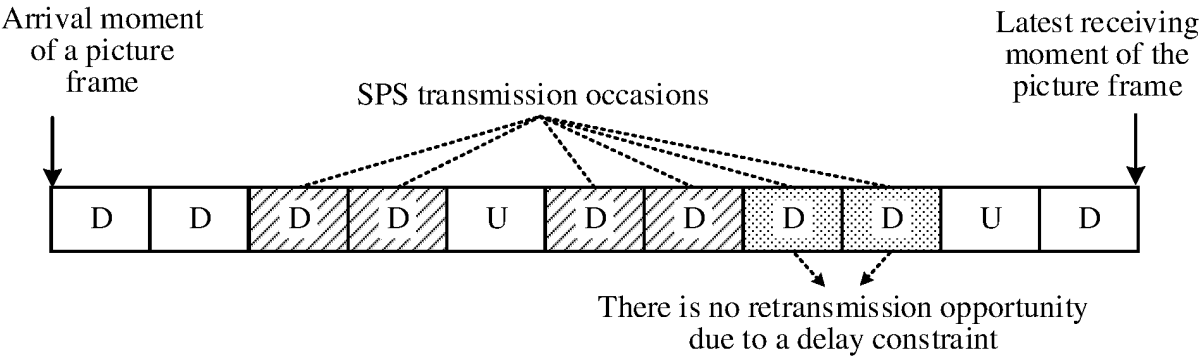 Arrival moment
of a picture
frame
Latest receiving
moment of the
picture frame
SPS transmission occasions
D D D D U D D D D U D
There is no retransmission opportunity
due to a delay constraint